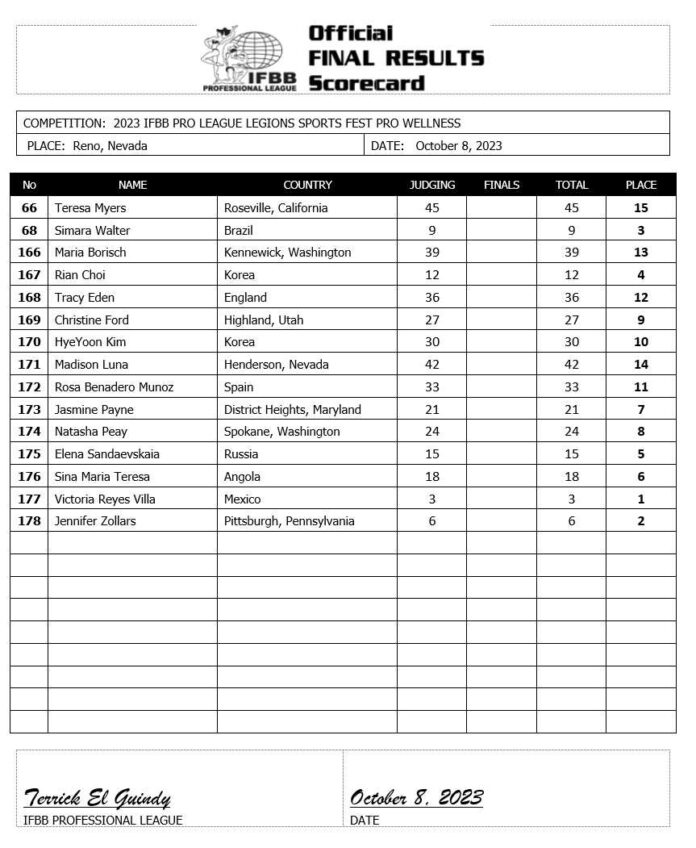 Official
FINAL RESULTS
IFBB
PROFESSIONAL LEAGUE
Scorecard
COMPETITION: 2023 IFBB PRO LEAGUE LEGIONS SPORTS FEST PRO WELLNESS
PLACE: Reno, Nevada DATE: October 8, 2023
No NAME COUNTRY JUDGING FINALS TOTAL PLACE
66 Teresa Myers Roseville, California 45 45 15
68 Simara Walter Brazil 9 9 3
166 Maria Borisch Kennewick, Washington 39 39 13
167 Rian Choi Korea 12 12 4
168 Tracy Eden England 36 36 12
169 Christine Ford Highland, Utah 27 27 9
170 HyeYoon Kim Korea 30 30 10
171 Madison Luna Henderson, Nevada 42 42 14
172 Rosa Benadero Munoz Spain 33 33 11
173 Jasmine Payne District Heights, Maryland 21 21 7
174 Natasha Peay Spokane, Washington 24 24 8
175 Elena Sandaevskaia Russia 15 15 5
176 Sina Maria Teresa Angola 18 18 6
177 Victoria Reyes Villa Mexico 3 3 1
178 Jennifer Zollars Pittsburgh, Pennsylvania 6 6 2
Terrick El Guindy October 8, 2023
IFBB PROFESSIONAL LEAGUE DATE